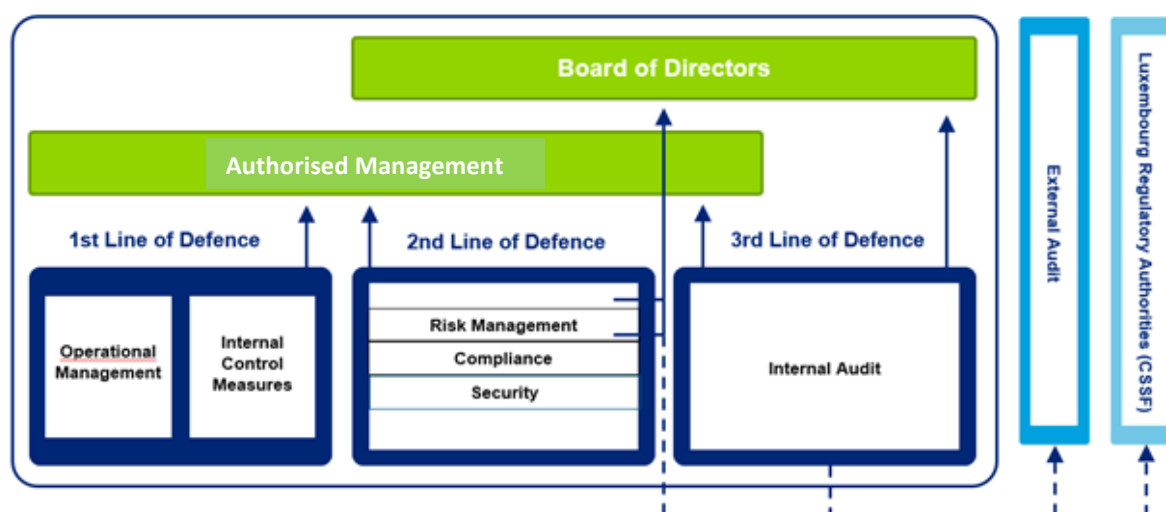 Board of Directors
Authorised Management
1st Line of Defence
2nd Line of Defence
3rd Line of Defence
Operational
Management
Internal
Control
Measures
Risk Management
Compliance
Security
Internal Audit
External Audit
Luxembourg Regulatory Authorities (CSSF)